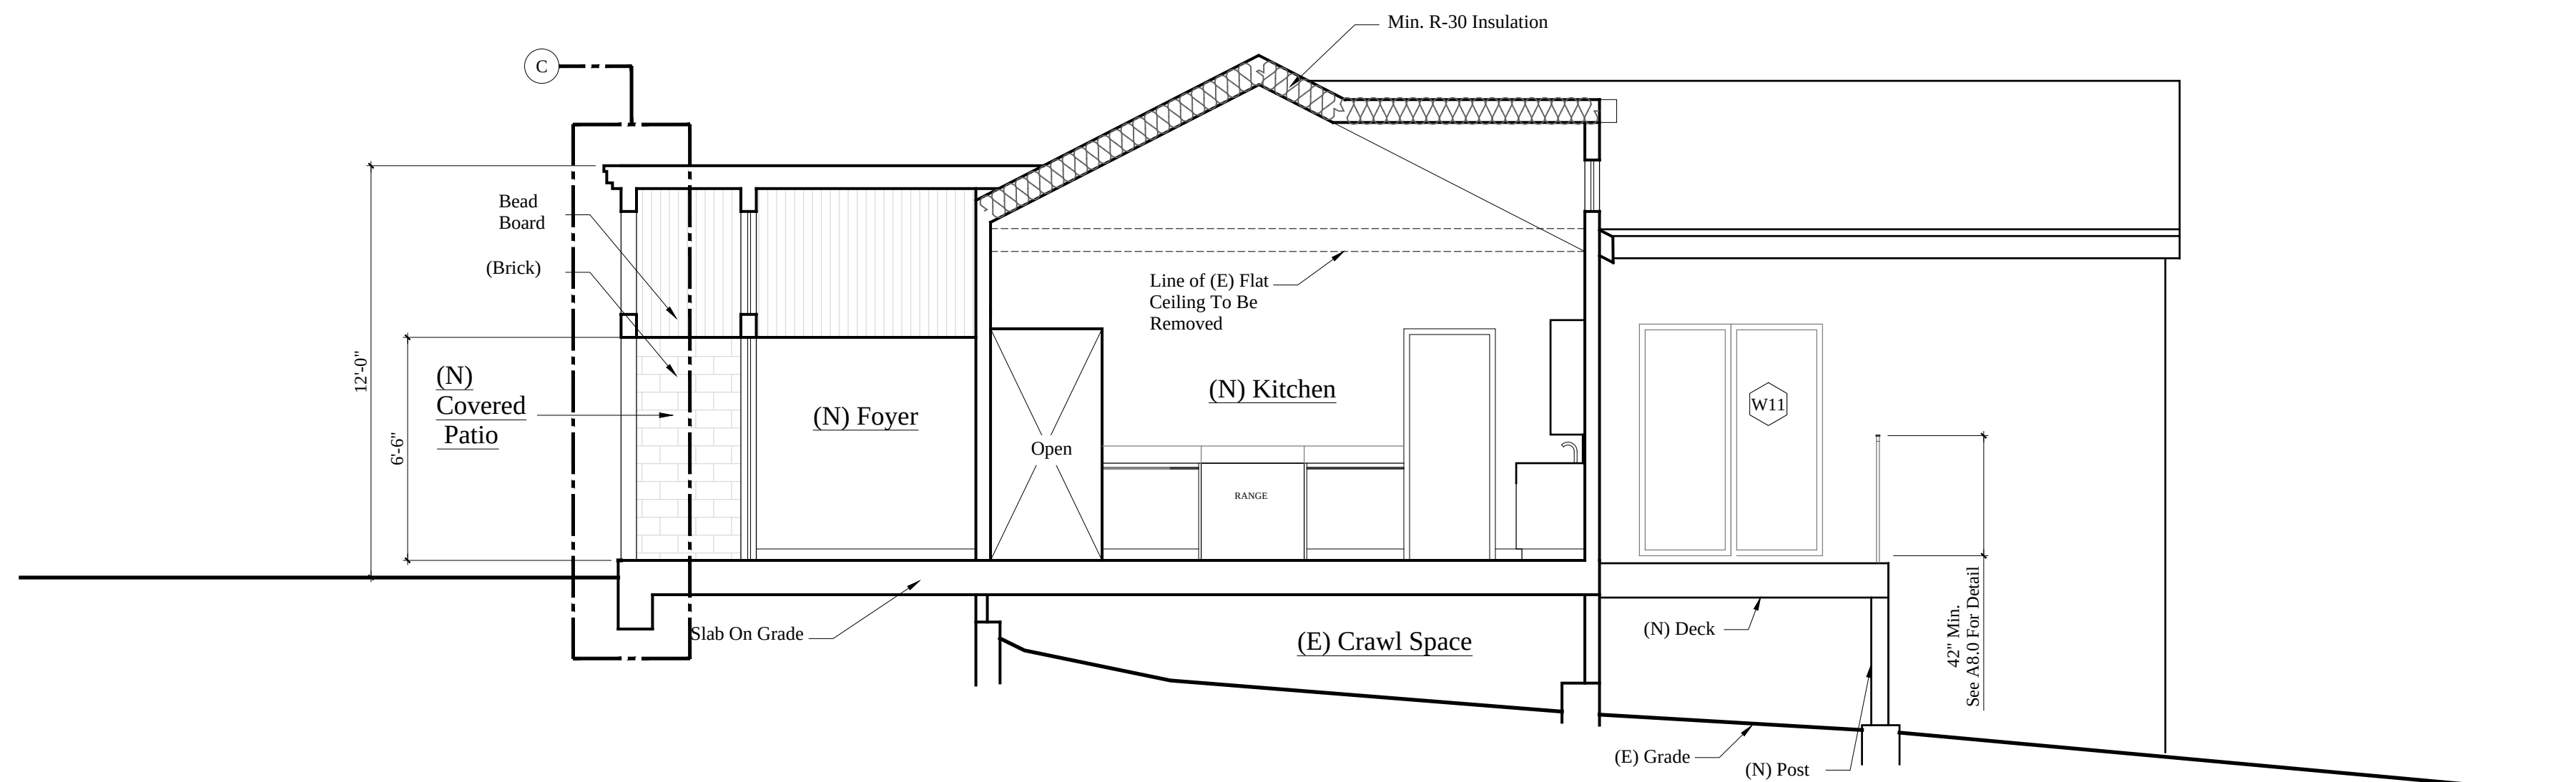 Min. R-30 Insulation
C
Bead
Board
(Brick)
12'-0"
6'-6"
(N)
Covered
Patio
(N) Foyer
Open
Line of (E) Flat
Ceiling To Be
Removed
(N) Kitchen
RANGE
W11
Slab On Grade
(E) Crawl Space
(N) Deck
42" Min.
See A8.0 For Detail
(E) Grade
(N) Post